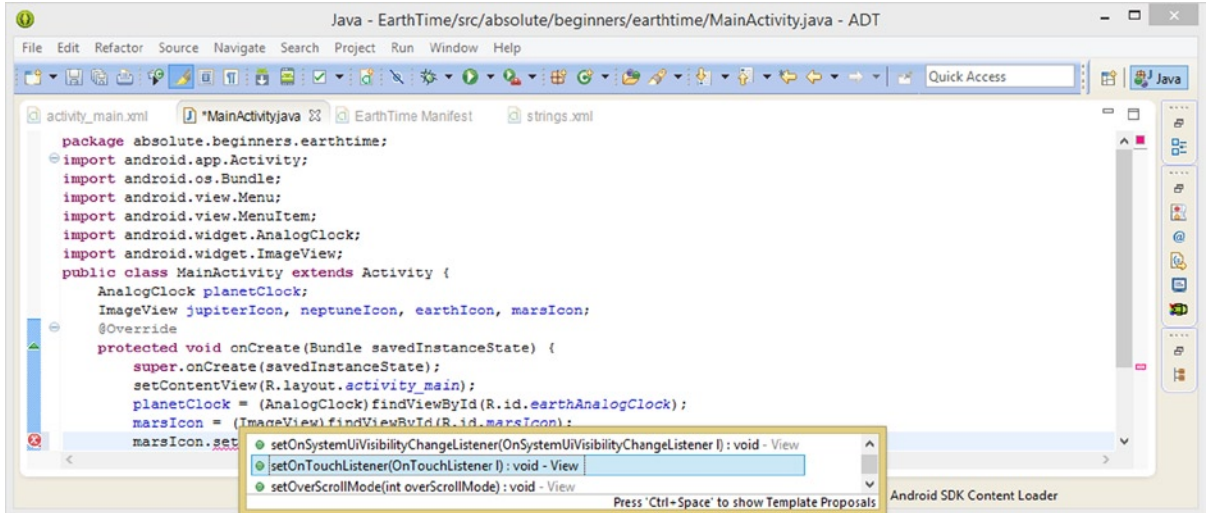 Java - EarthTime/src/absolute/beginners/earthtime/MainActivity.java - ADT
File Edit Refactor Source Navigate Search Project Run Window Help
Quick Access
Java
activity_main.xml *MainActivity.java EarthTime Manifest strings.xml
package absolute.beginners.earthtime;
import android.app.Activity;
import android.os.Bundle;
import android.view.Menu;
import android.view.MenuItem;
import android.widget.AnalogClock;
import android.widget.ImageView;
public class MainActivity extends Activity {
AnalogClock planetClock;
ImageView jupiterIcon, neptuneIcon, earthIcon, marsIcon;
@Override
protected void onCreate(Bundle savedInstanceState) {
super.onCreate(savedInstanceState);
setContentView(R.layout.activity_main);
planetClock = (AnalogClock)findViewById(R.id.earthAnalogClock);
marsIcon = (ImageView)findViewById(R.id.marsIcon);
marsIcon.set
setOnSystemUiVisibilityChangeListener(OnSystemUiVisibilityChangeListener l) : void - View
setOnTouchListener(OnTouchListener l) : void - View
setOverScrollMode(int overScrollMode) : void - View
Press 'Ctrl+Space' to show Template Proposals
Android SDK Content Loader